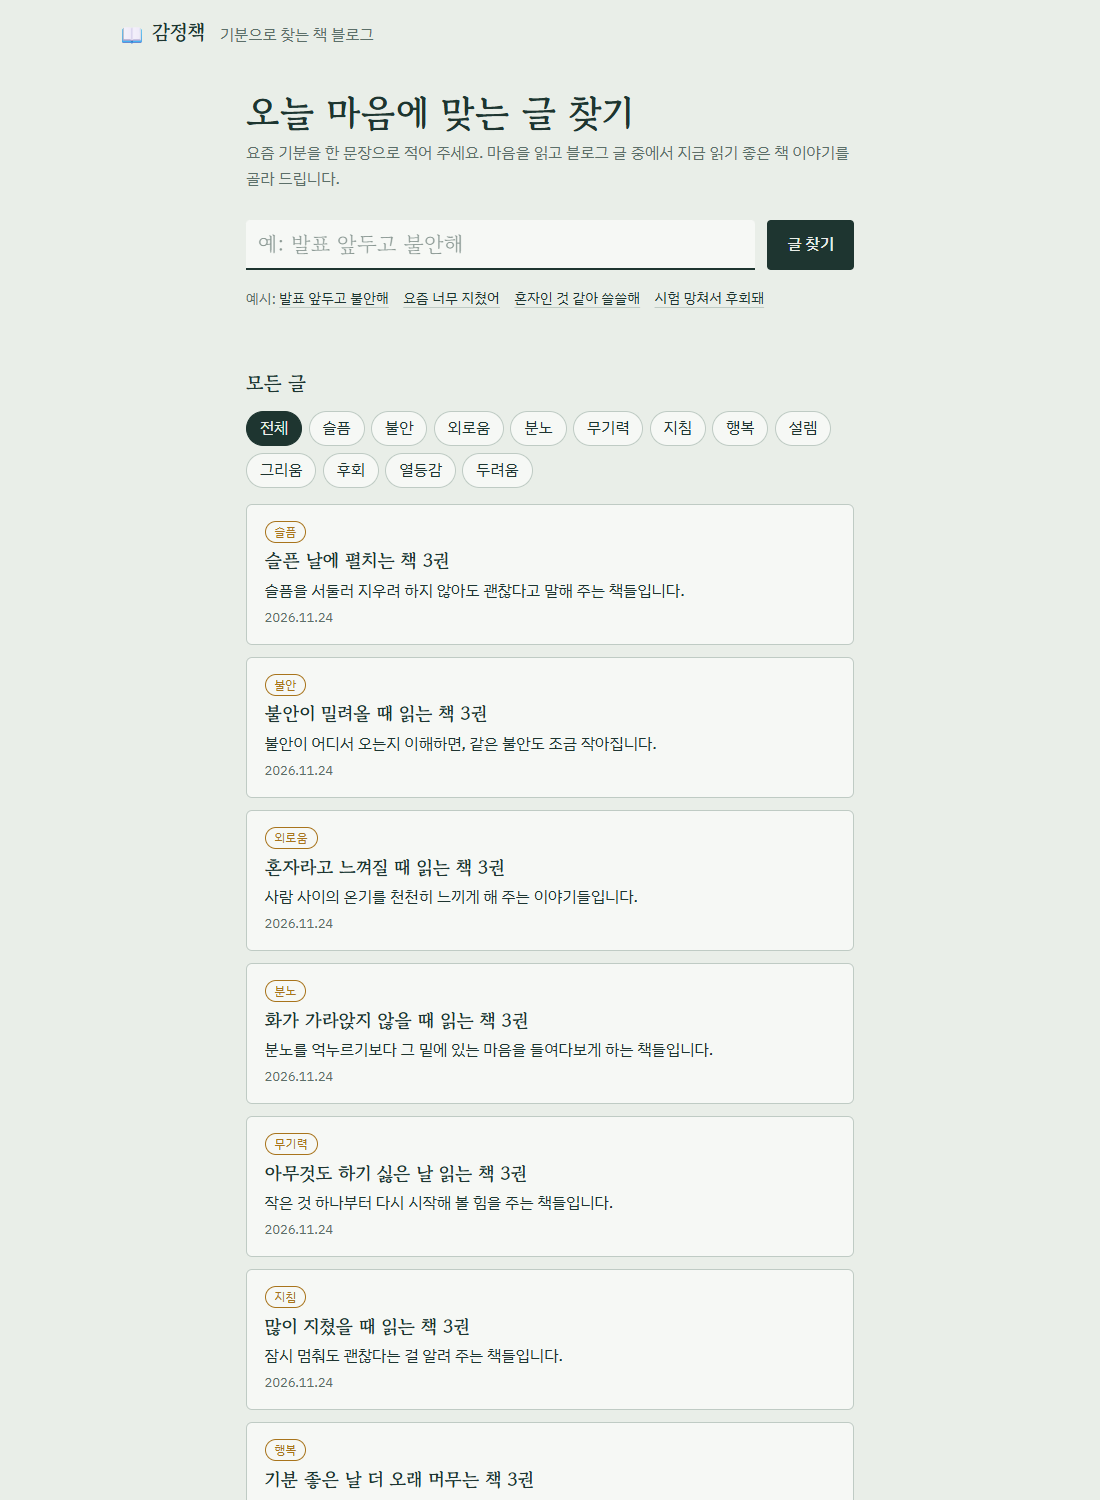 감정책 기분으로 찾는 책 블로그
오늘 마음에 맞는 글 찾기
요즘 기분을 한 문장으로 적어 주세요. 마음을 읽고 블로그 글 중에서 지금 읽기 좋은 책 이야기를
골라 드립니다.
예: 발표 앞두고 불안해
글 찾기
예시: 발표 앞두고 불안해 요즘 너무 지쳤어 혼자인 것 같아 쓸쓸해 시험 망쳐서 후회돼
모든 글
전체 슬픔 불안 외로움 분노 무기력 지침 행복 설렘
그리움 후회 열등감 두려움
슬픔
슬픈 날에 펼치는 책 3권
슬픔을 서둘러 지우려 하지 않아도 괜찮다고 말해 주는 책들입니다.
2026.11.24
불안
불안이 밀려올 때 읽는 책 3권
불안이 어디서 오는지 이해하면, 같은 불안도 조금 작아집니다.
2026.11.24
외로움
혼자라고 느껴질 때 읽는 책 3권
사람 사이의 온기를 천천히 느끼게 해 주는 이야기들입니다.
2026.11.24
분노
화가 가라앉지 않을 때 읽는 책 3권
분노를 억누르기보다 그 밑에 있는 마음을 들여다보게 하는 책들입니다.
2026.11.24
무기력
아무것도 하기 싫은 날 읽는 책 3권
작은 것 하나부터 다시 시작해 볼 힘을 주는 책들입니다.
2026.11.24
지침
많이 지쳤을 때 읽는 책 3권
잠시 멈춰도 괜찮다는 걸 알려 주는 책들입니다.
2026.11.24
행복
기분 좋은 날 더 오래 머무는 책 3권